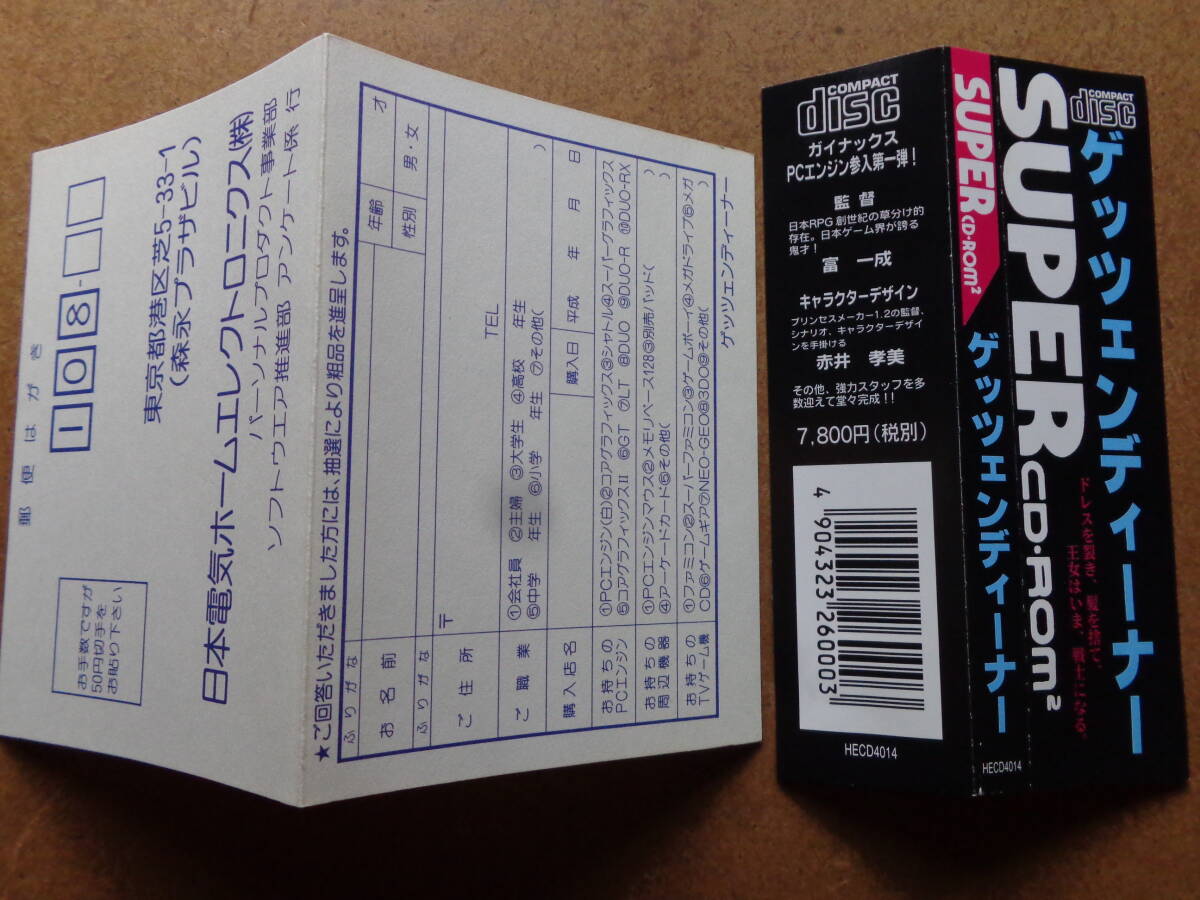 郵便はがき
108-
東京都港区芝5-33-1
(森永プラザビル)
日本電気ホームエレクトロニクス㈱
パーソナルプロダクト事業部
ソフトウエア推進部 アンケート係 行
お手数ですが
50円切手を
お貼り下さい
★ご回答いただきました方には、抽選により粗品を進呈します。
ふりがな
お名前
年齢
才
性別
男・女
ふりがな
ご住所
〒
TEL
ご職業
①会社員 ②主婦 ③大学生 ④高校 年生
⑤中学 年生 ⑥小学 年生 ⑦その他( )
購入店名
購入日
平成 年 月 日
お持ちの
PCエンジン
①PCエンジン(白)②コアグラフィックス③シャトル④スーパーグラフィックス
⑤コアグラフィックスⅡ ⑥GT ⑦LT ⑧DUO ⑨DUO-R ⑩DUO-RX
お持ちの
周辺機器
①PCエンジンマウス②メモリベース128③別売パッド( )
④アーケードカード⑤その他( )
お持ちの
TVゲーム機
①ファミコン②スーパーファミコン③ゲームボーイ④メガドライブ⑤メガ
CD⑥ゲームギア⑦NEO-GEO⑧3DO⑨その他( )
ゲッツェンディーナー
COMPACT
disc
ガイナックス
PCエンジン参入第一弾!
監督
日本RPG創世紀の草分け的
存在。日本ゲーム界が誇る
鬼才!
富 一成
キャラクターデザイン
プリンセスメーカー1.2の監督、
シナリオ、キャラクターデザイ
ンを手掛ける
赤井 孝美
その他、強力スタッフを多
数迎えて堂々完成!!
7,800円(税別)
4 904323 260003
HECD4014
SUPER CD-ROM²
ゲッツェンディーナー
HECD4014
COMPACT
disc
SUPER CD-ROM²
ゲッツェンディーナー
ドレスを裂き、髪を捨て、
王女はいま、戦士になる。